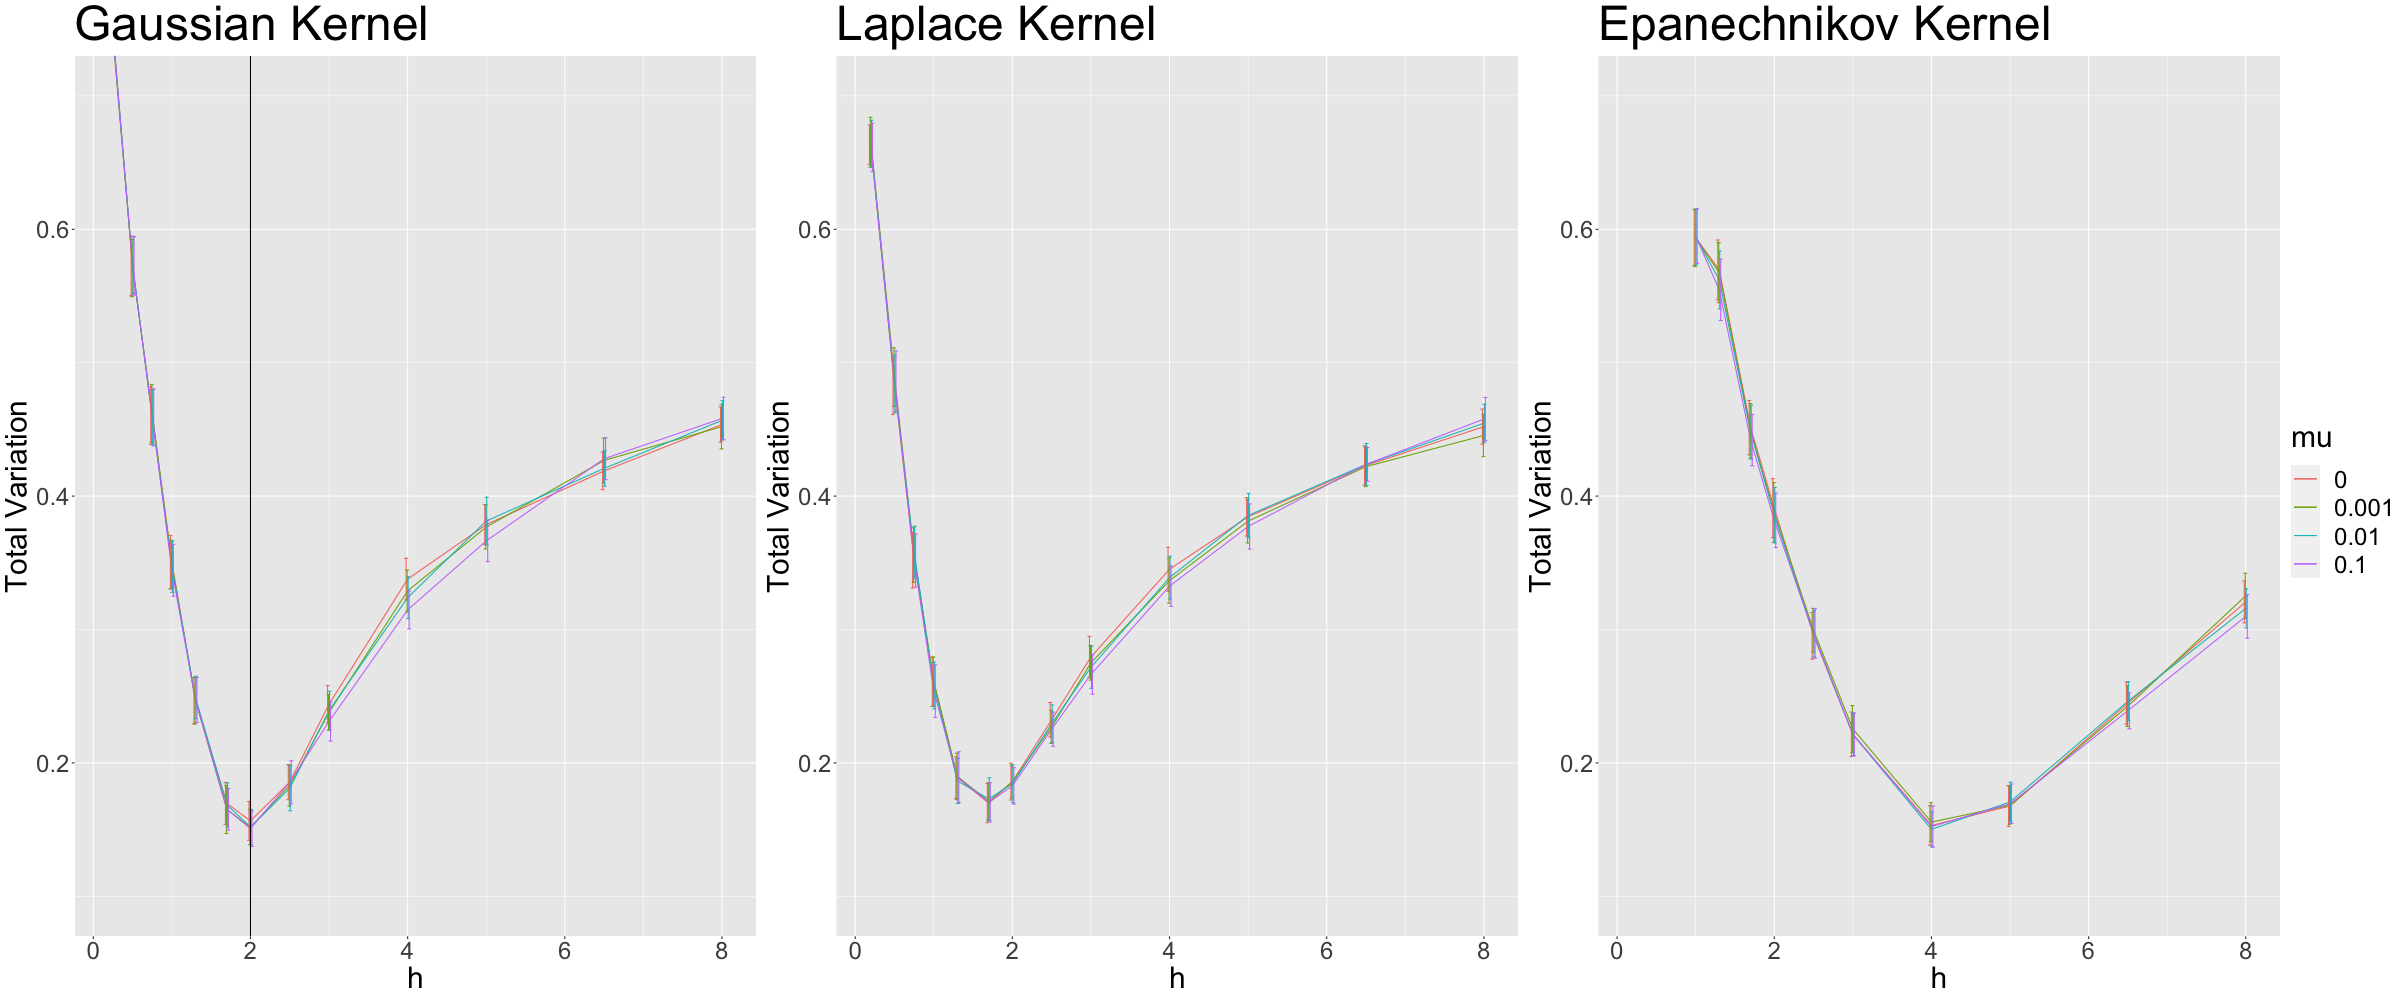 Gaussian Kernel
Total Variation
0.6
0.4
0.2
0 2 4 6 8
h
Laplace Kernel
Total Variation
0.6
0.4
0.2
0 2 4 6 8
h
Epanechnikov Kernel
Total Variation
0.6
0.4
0.2
0 2 4 6 8
h
mu
0
0.001
0.01
0.1